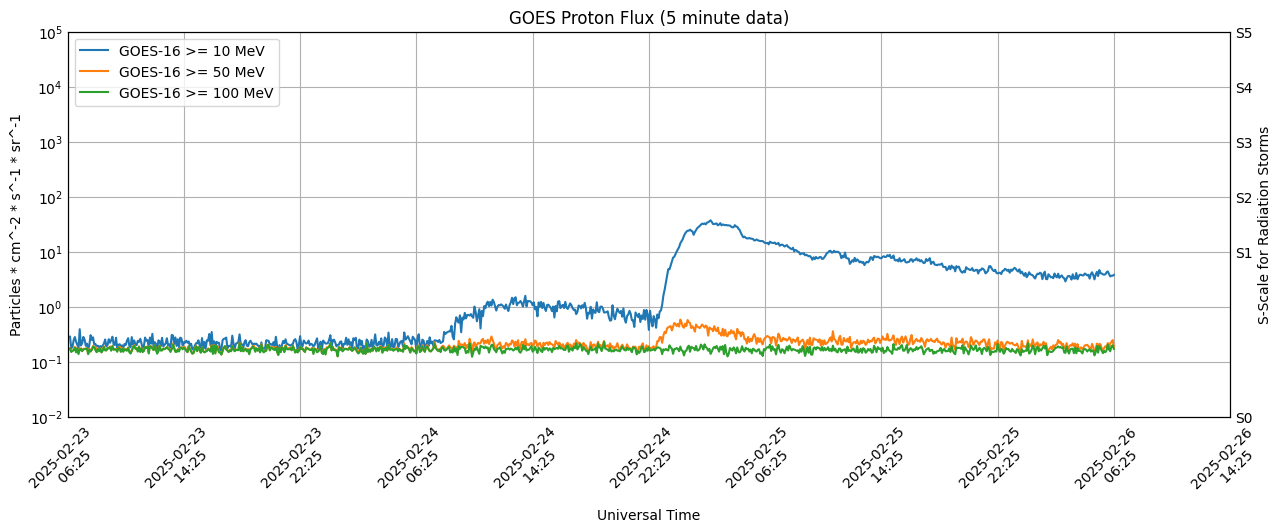 GOES Proton Flux (5 minute data)
GOES-16 >= 10 MeV
GOES-16 >= 50 MeV
GOES-16 >= 100 MeV
Particles * cm^-2 * s^-1 * sr^-1
10^5
10^4
10^3
10^2
10^1
10^0
10^-1
10^-2
S5
S4
S3
S2
S1
S0
S-Scale for Radiation Storms
2025-02-23
06:25
2025-02-23
14:25
2025-02-23
22:25
2025-02-24
06:25
2025-02-24
14:25
2025-02-24
22:25
2025-02-25
06:25
2025-02-25
14:25
2025-02-25
22:25
2025-02-26
06:25
2025-02-26
14:25
Universal Time